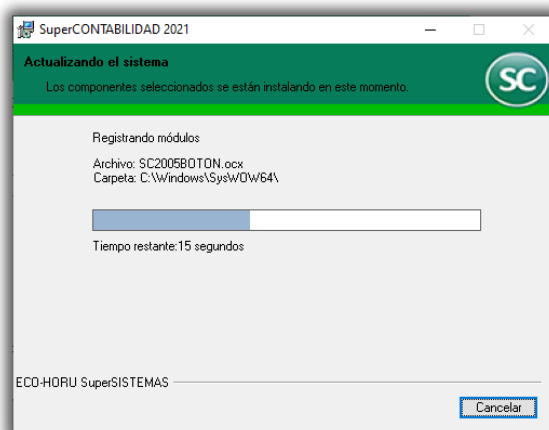 SuperCONTABILIDAD 2021
Actualizando el sistema
Los componentes seleccionados se están instalando en este momento.
SC
Registrando módulos
Archivo: SC2005BOTON.ocx
Carpeta: C:\Windows\SysWOW64\
Tiempo restante:15 segundos
ECO-HORU SuperSISTEMAS
Cancelar